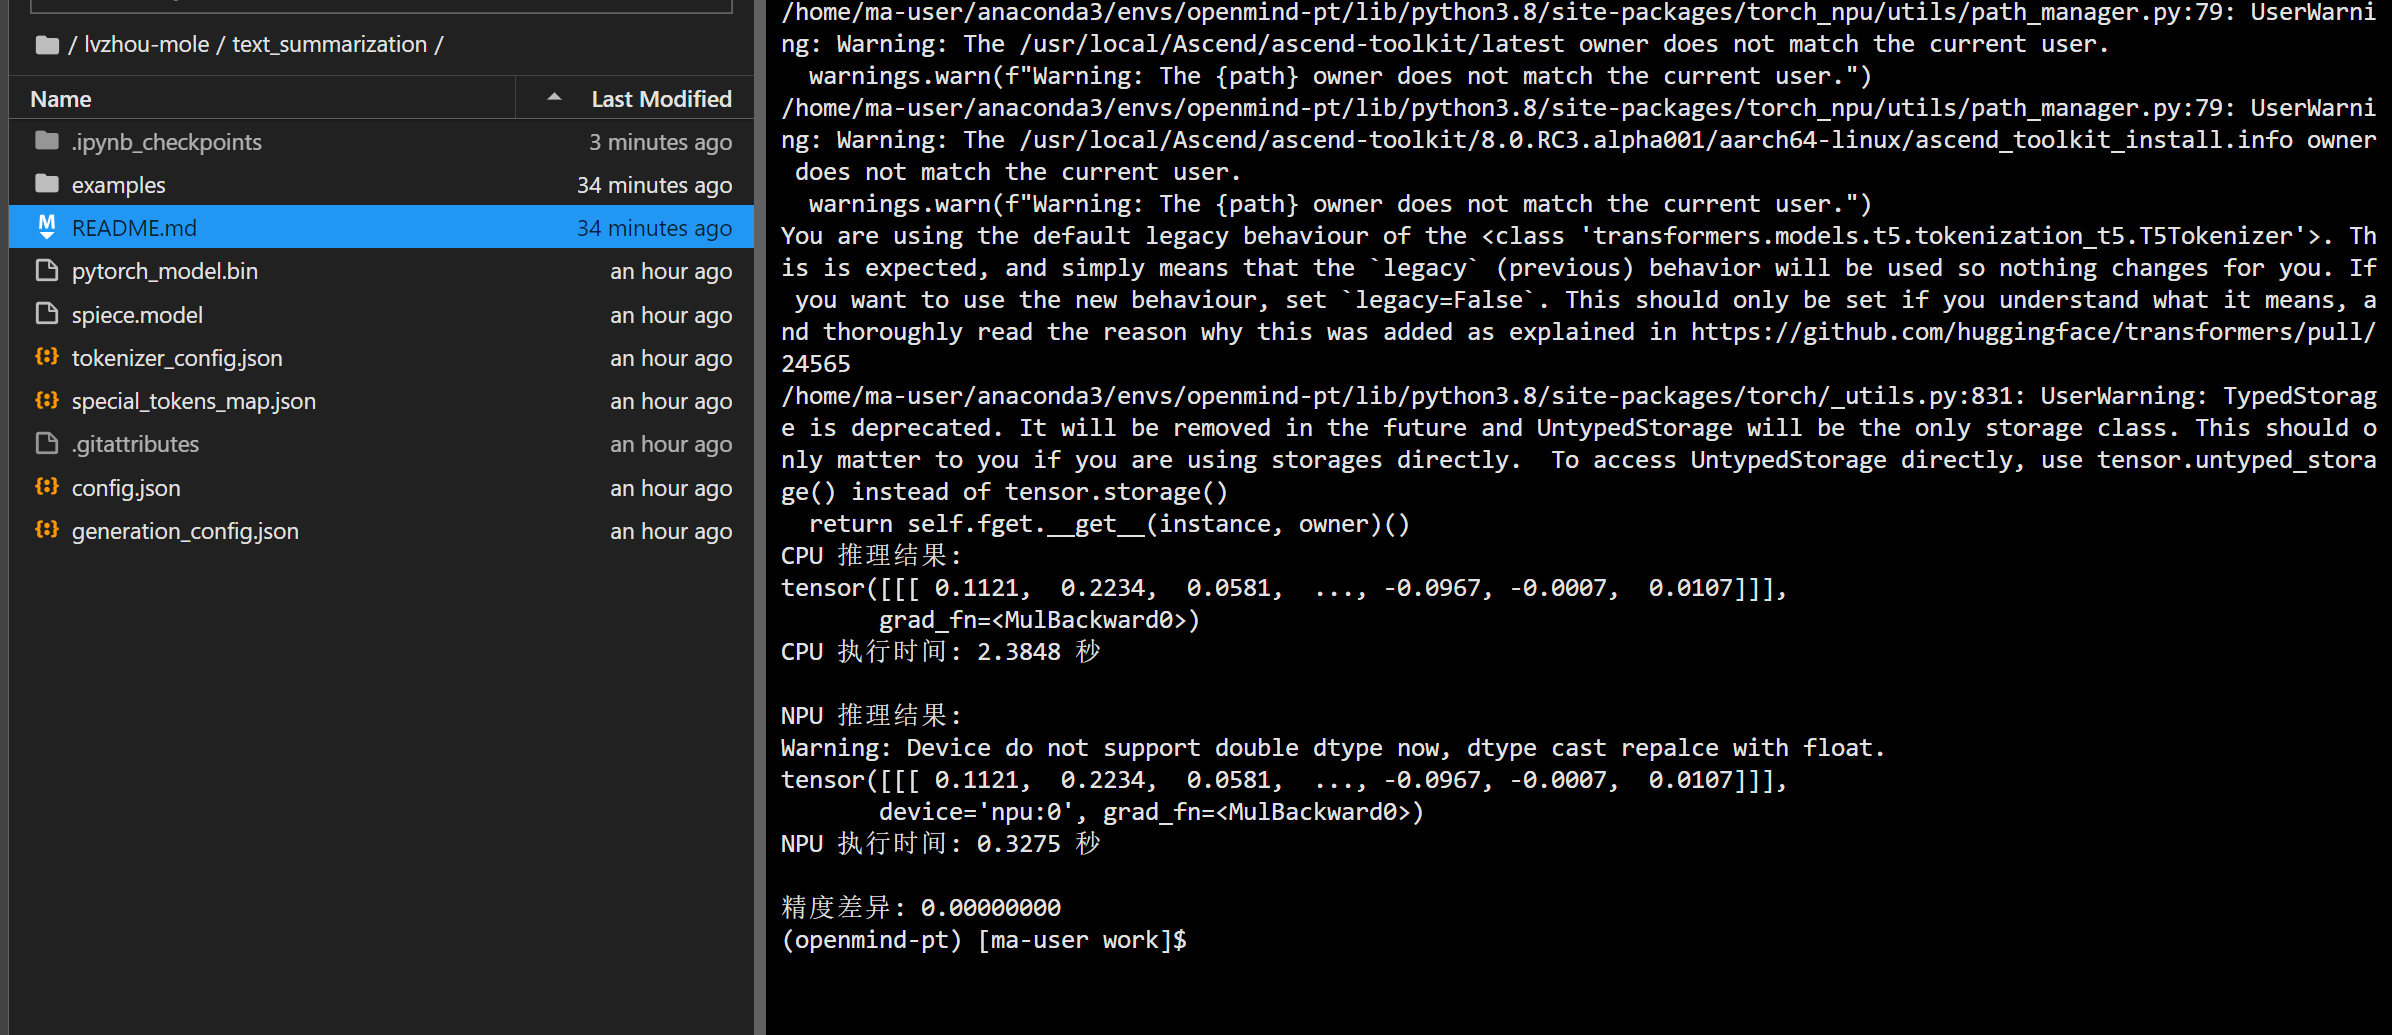 / lvzhou-mole / text_summarization /
Name Last Modified
.ipynb_checkpoints 3 minutes ago
examples 34 minutes ago
README.md 34 minutes ago
pytorch_model.bin an hour ago
spiece.model an hour ago
tokenizer_config.json an hour ago
special_tokens_map.json an hour ago
.gitattributes an hour ago
config.json an hour ago
generation_config.json an hour ago
/home/ma-user/anaconda3/envs/openmind-pt/lib/python3.8/site-packages/torch_npu/utils/path_manager.py:79: UserWarni
ng: Warning: The /usr/local/Ascend/ascend-toolkit/latest owner does not match the current user.
  warnings.warn(f"Warning: The {path} owner does not match the current user.")
/home/ma-user/anaconda3/envs/openmind-pt/lib/python3.8/site-packages/torch_npu/utils/path_manager.py:79: UserWarni
ng: Warning: The /usr/local/Ascend/ascend-toolkit/8.0.RC3.alpha001/aarch64-linux/ascend_toolkit_install.info owner
 does not match the current user.
  warnings.warn(f"Warning: The {path} owner does not match the current user.")
You are using the default legacy behaviour of the <class 'transformers.models.t5.tokenization_t5.T5Tokenizer'>. Th
is is expected, and simply means that the `legacy` (previous) behavior will be used so nothing changes for you. If
 you want to use the new behaviour, set `legacy=False`. This should only be set if you understand what it means, a
nd thoroughly read the reason why this was added as explained in https://github.com/huggingface/transformers/pull/
24565
/home/ma-user/anaconda3/envs/openmind-pt/lib/python3.8/site-packages/torch/_utils.py:831: UserWarning: TypedStorag
e is deprecated. It will be removed in the future and UntypedStorage will be the only storage class. This should o
nly matter to you if you are using storages directly.  To access UntypedStorage directly, use tensor.untyped_stora
ge() instead of tensor.storage()
  return self.fget.__get__(instance, owner)()
CPU 推理结果:
tensor([[[ 0.1121,  0.2234,  0.0581,  ..., -0.0967, -0.0007,  0.0107]]],
       grad_fn=<MulBackward0>)
CPU 执行时间: 2.3848 秒
NPU 推理结果:
Warning: Device do not support double dtype now, dtype cast repalce with float.
tensor([[[ 0.1121,  0.2234,  0.0581,  ..., -0.0967, -0.0007,  0.0107]]],
       device='npu:0', grad_fn=<MulBackward0>)
NPU 执行时间: 0.3275 秒
精度差异: 0.00000000
(openmind-pt) [ma-user work]$